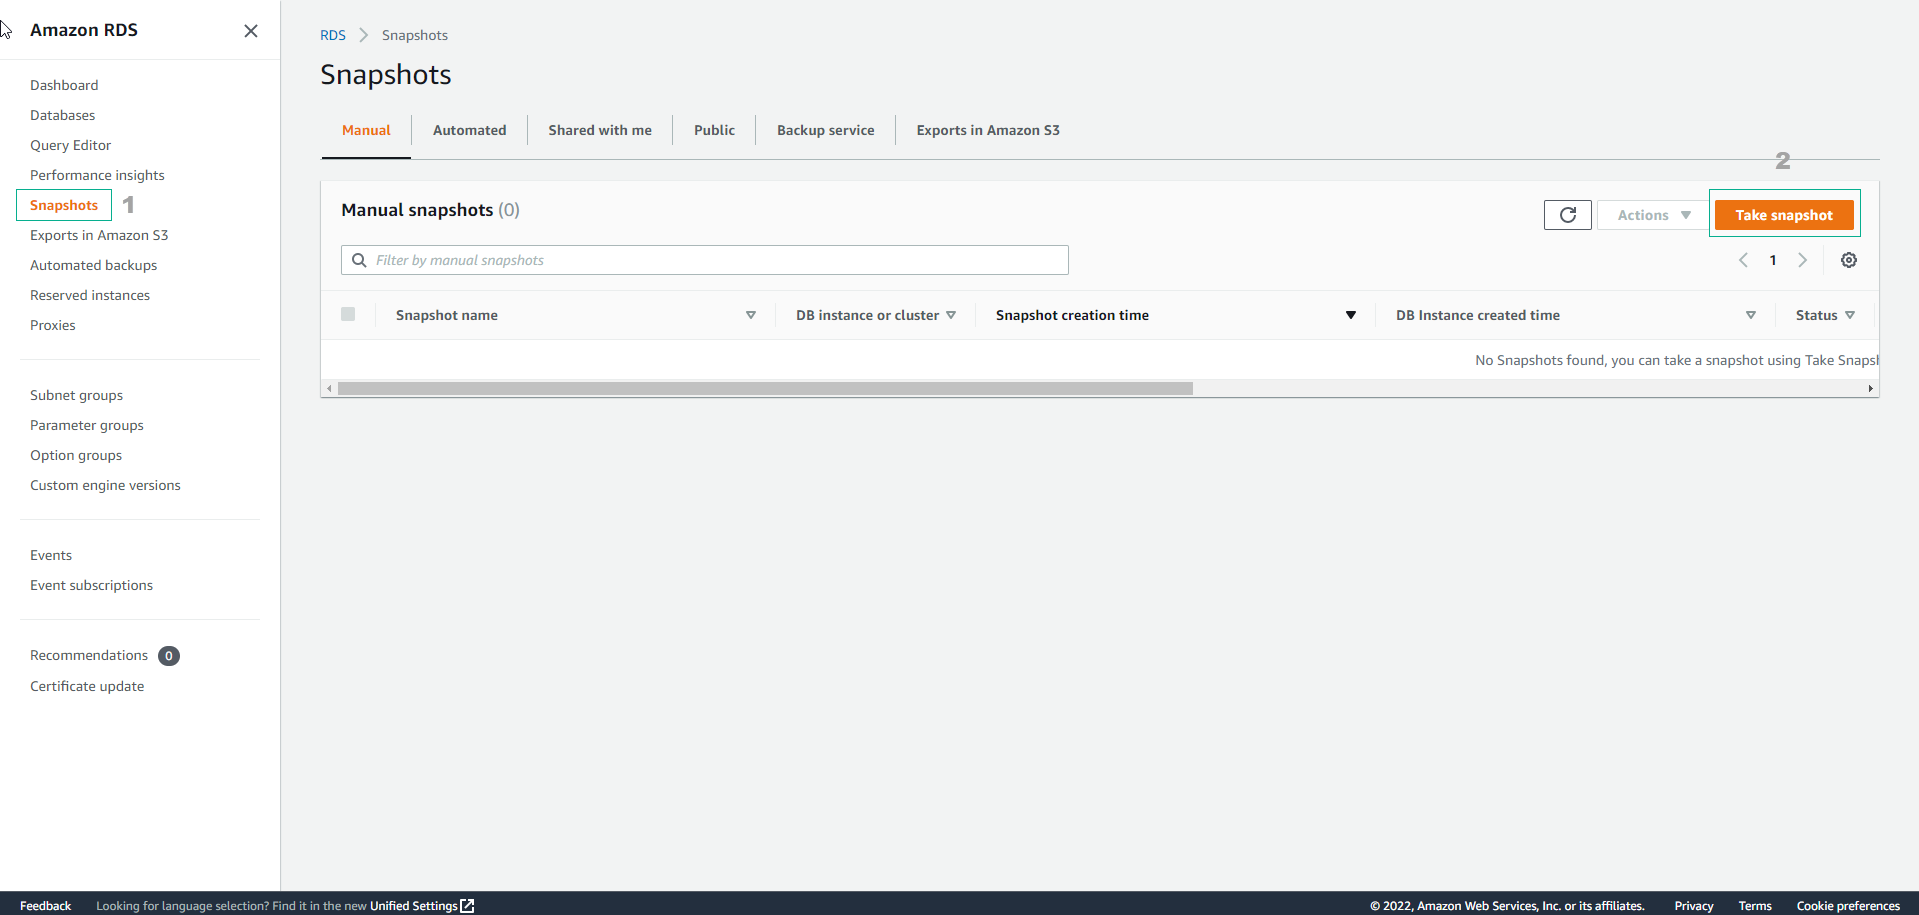 Amazon RDS
Dashboard
Databases
Query Editor
Performance insights
Snapshots 1
Exports in Amazon S3
Automated backups
Reserved instances
Proxies
Subnet groups
Parameter groups
Option groups
Custom engine versions
Events
Event subscriptions
Recommendations 0
Certificate update
RDS Snapshots
Snapshots
Manual Automated Shared with me Public Backup service Exports in Amazon S3
2
Manual snapshots (0)
Actions Take snapshot
Filter by manual snapshots
1
Snapshot name DB instance or cluster Snapshot creation time DB Instance created time Status
No Snapshots found, you can take a snapshot using Take Snapsh
Feedback Looking for language selection? Find it in the new Unified Settings © 2022, Amazon Web Services, Inc. or its affiliates. Privacy Terms Cookie preferences